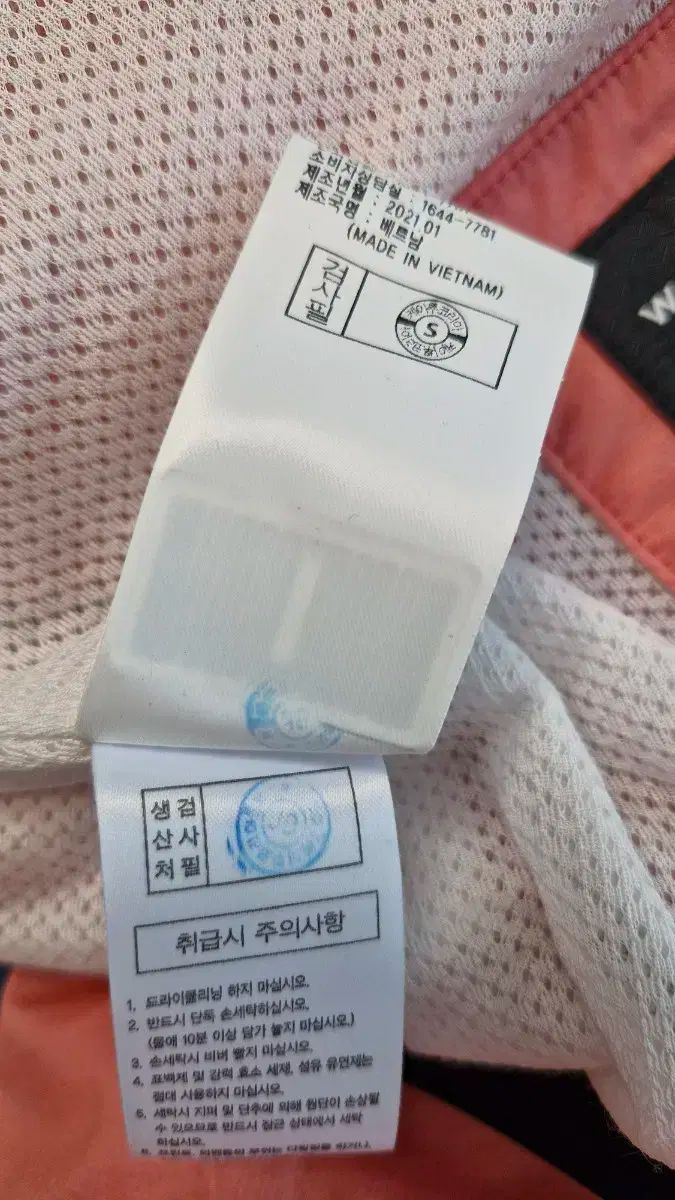 소비자상담실 : 1644-7781
제조년월 : 2021.01
제조국명 : 베트남
(MADE IN VIETNAM)
검사필
S
생산처
검사필
취급시 주의사항
1. 드라이클리닝 하지 마십시오.
2. 반드시 단독 손세탁하십시오.
(물에 10분 이상 담가 놓지 마십시오.)
3. 손세탁시 비벼 빨지 마십시오.
4. 표백제 및 강력 효소 세제, 섬유 유연제는
절대 사용하지 마십시오.
5. 세탁시 지퍼 및 단추에 의해 원단이 손상될
수 있으므로 반드시 잠근 상태에서 세탁
하십시오.
W